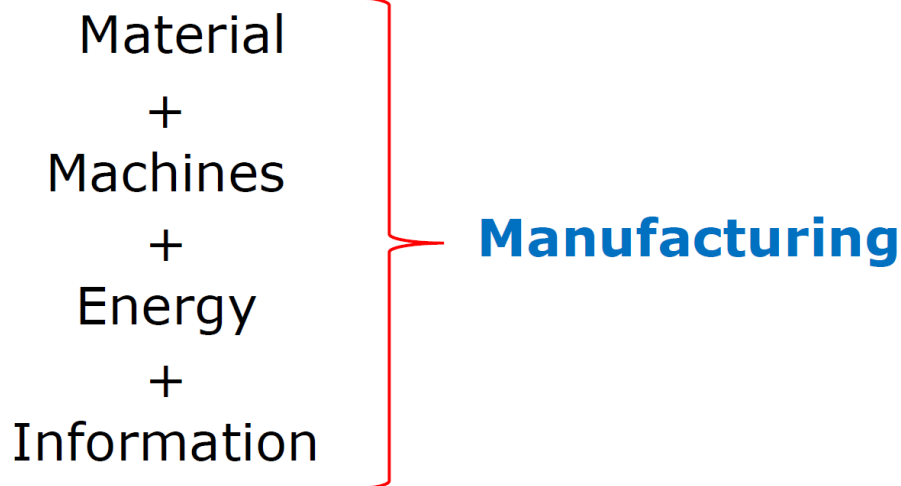 Material
+
Machines
+
Energy
+
Information
Manufacturing